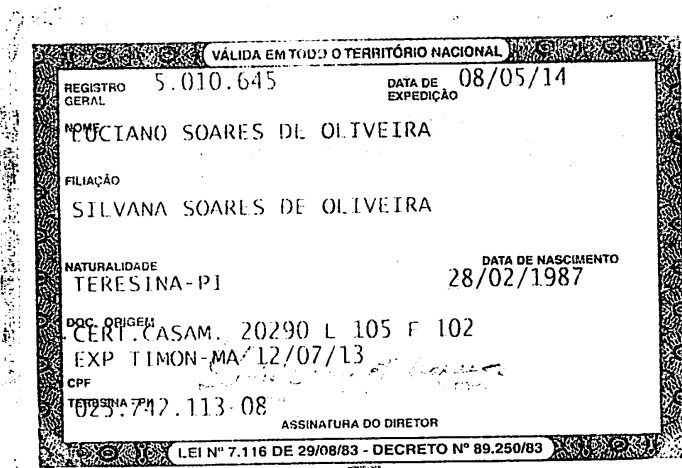 VÁLIDA EM TODO O TERRITÓRIO NACIONAL
REGISTRO GERAL 5.010.645 DATA DE EXPEDIÇÃO 08/05/14
NOME
LUCIANO SOARES DE OLIVEIRA
FILIAÇÃO
SILVANA SOARES DE OLIVEIRA
NATURALIDADE DATA DE NASCIMENTO
TERESINA-PI 28/02/1987
DOC. ORIGEM
CERT.CASAM. 20290 L 105 F 102
EXP TIMON-MA 12/07/13
CPF
TERESINA - PI
025.742.113-08
ASSINATURA DO DIRETOR
LEI Nº 7.116 DE 29/08/83 - DECRETO Nº 89.250/83